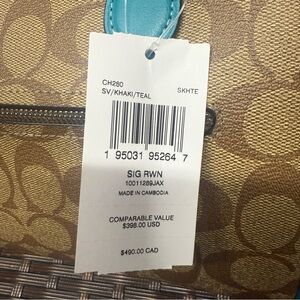 CH280
SV/KHAKI/TEAL SKHTE
1 95031 95264 7
SIG RWN
10011289JAX
MADE IN CAMBODIA
COMPARABLE VALUE
$398.00 USD
$490.00 CAD